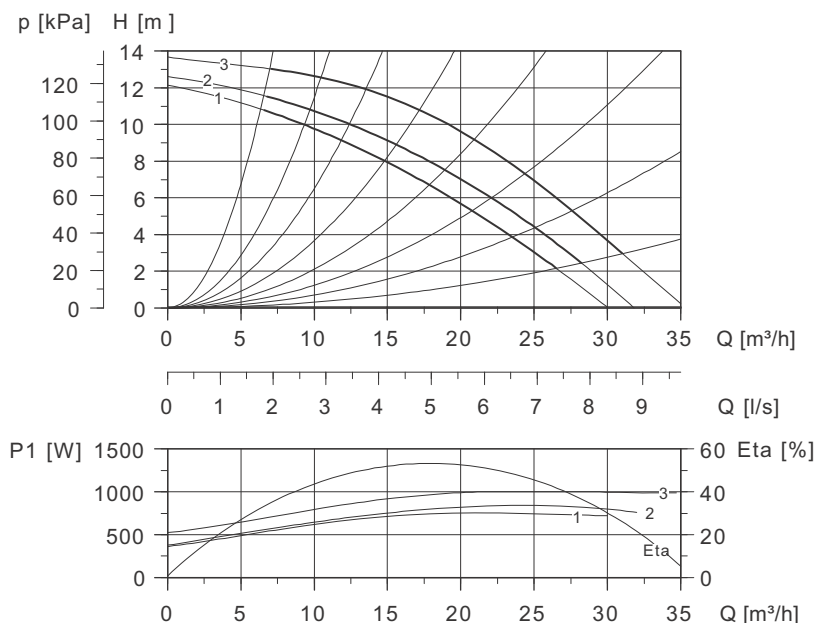 p [kPa] H [m ]
14
120 12
100 10
80 8
60 6
40 4
20 2
0 0
3
2
1
0 5 10 15 20 25 30 35 Q [m³/h]
0 1 2 3 4 5 6 7 8 9 Q [l/s]
P1 [W] 1500 60 Eta [%]
1000 40
500 20
0 0
3
2
1
Eta
0 5 10 15 20 25 30 35 Q [m³/h]